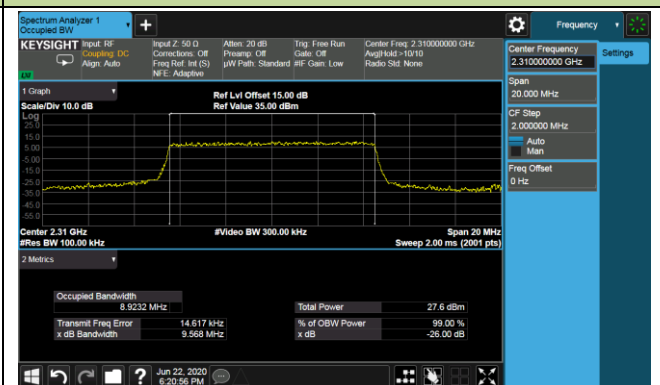 Spectrum Analyzer 1
Occupied BW
+
Frequency
KEYSIGHT
Input: RF
Coupling: DC
Align: Auto
Input Z: 50 Ω
Corrections: Off
Freq Ref: Int (S)
NFE: Adaptive
Atten: 20 dB
Preamp: Off
µW Path: Standard
Trig: Free Run
Gate: Off
#IF Gain: Low
Center Freq: 2.310000000 GHz
Avg|Hold:>10/10
Radio Std: None
Center Frequency
2.310000000 GHz
Settings
Span
20.000 MHz
CF Step
2.000000 MHz
Auto
Man
Freq Offset
0 Hz
1 Graph
Scale/Div 10.0 dB
Ref Lvl Offset 15.00 dB
Ref Value 35.00 dBm
Log
25.0
15.0
5.00
-5.00
-15.0
-25.0
-35.0
-45.0
-55.0
Center 2.31 GHz
#Res BW 100.00 kHz
#Video BW 300.00 kHz
Span 20 MHz
Sweep 2.00 ms (2001 pts)
2 Metrics
Occupied Bandwidth
8.9232 MHz
Total Power 27.6 dBm
Transmit Freq Error 14.617 kHz
% of OBW Power 99.00 %
x dB Bandwidth 9.568 MHz
x dB -26.00 dB
?
Jun 22, 2020
6:20:56 PM